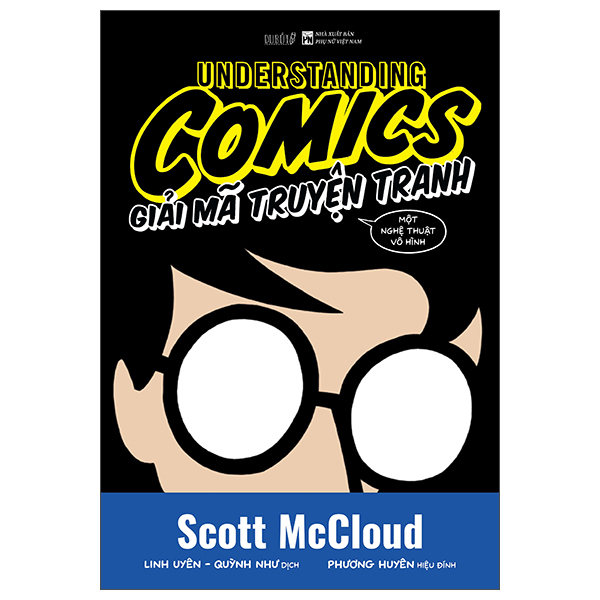 NHÀ XUẤT BẢN
PHỤ NỮ VIỆT NAM
UNDERSTANDING
COMICS
GIẢI MÃ TRUYỆN TRANH
MỘT
NGHỆ THUẬT
VÔ HÌNH
Scott McCloud
LINH UYÊN – QUỲNH NHƯ DỊCH PHƯƠNG HUYÊN HIỆU ĐÍNH